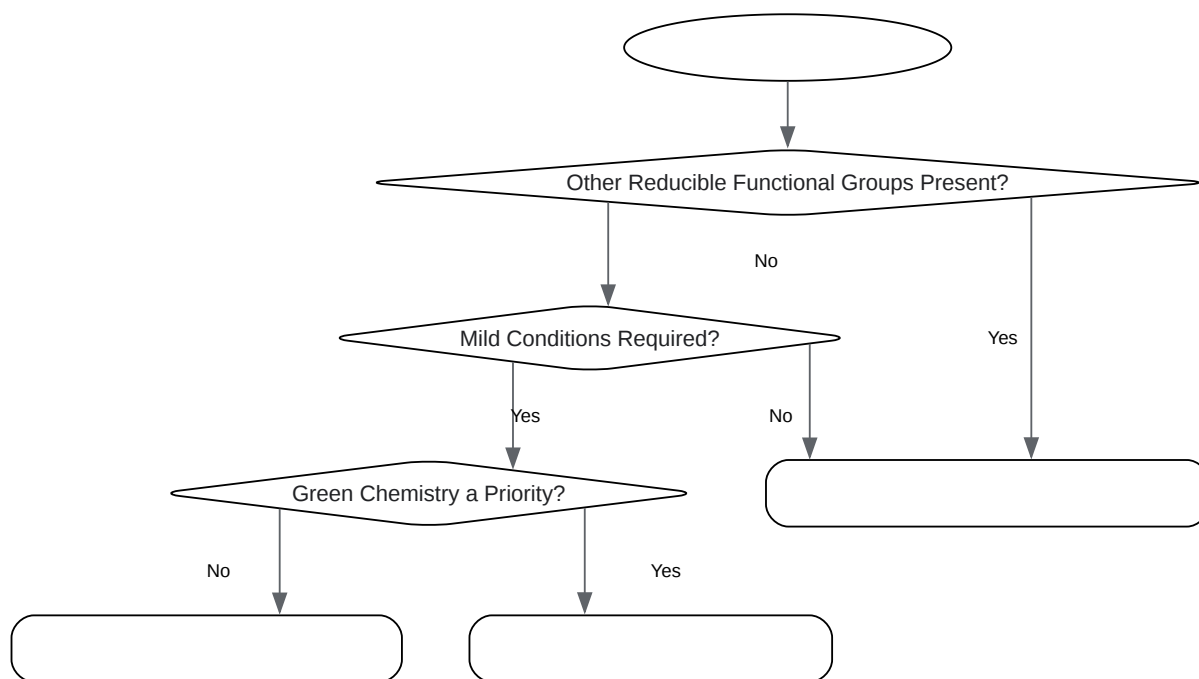 Other Reducible Functional Groups Present?
No
Mild Conditions Required?
Yes
Yes
No
Green Chemistry a Priority?
No
Yes